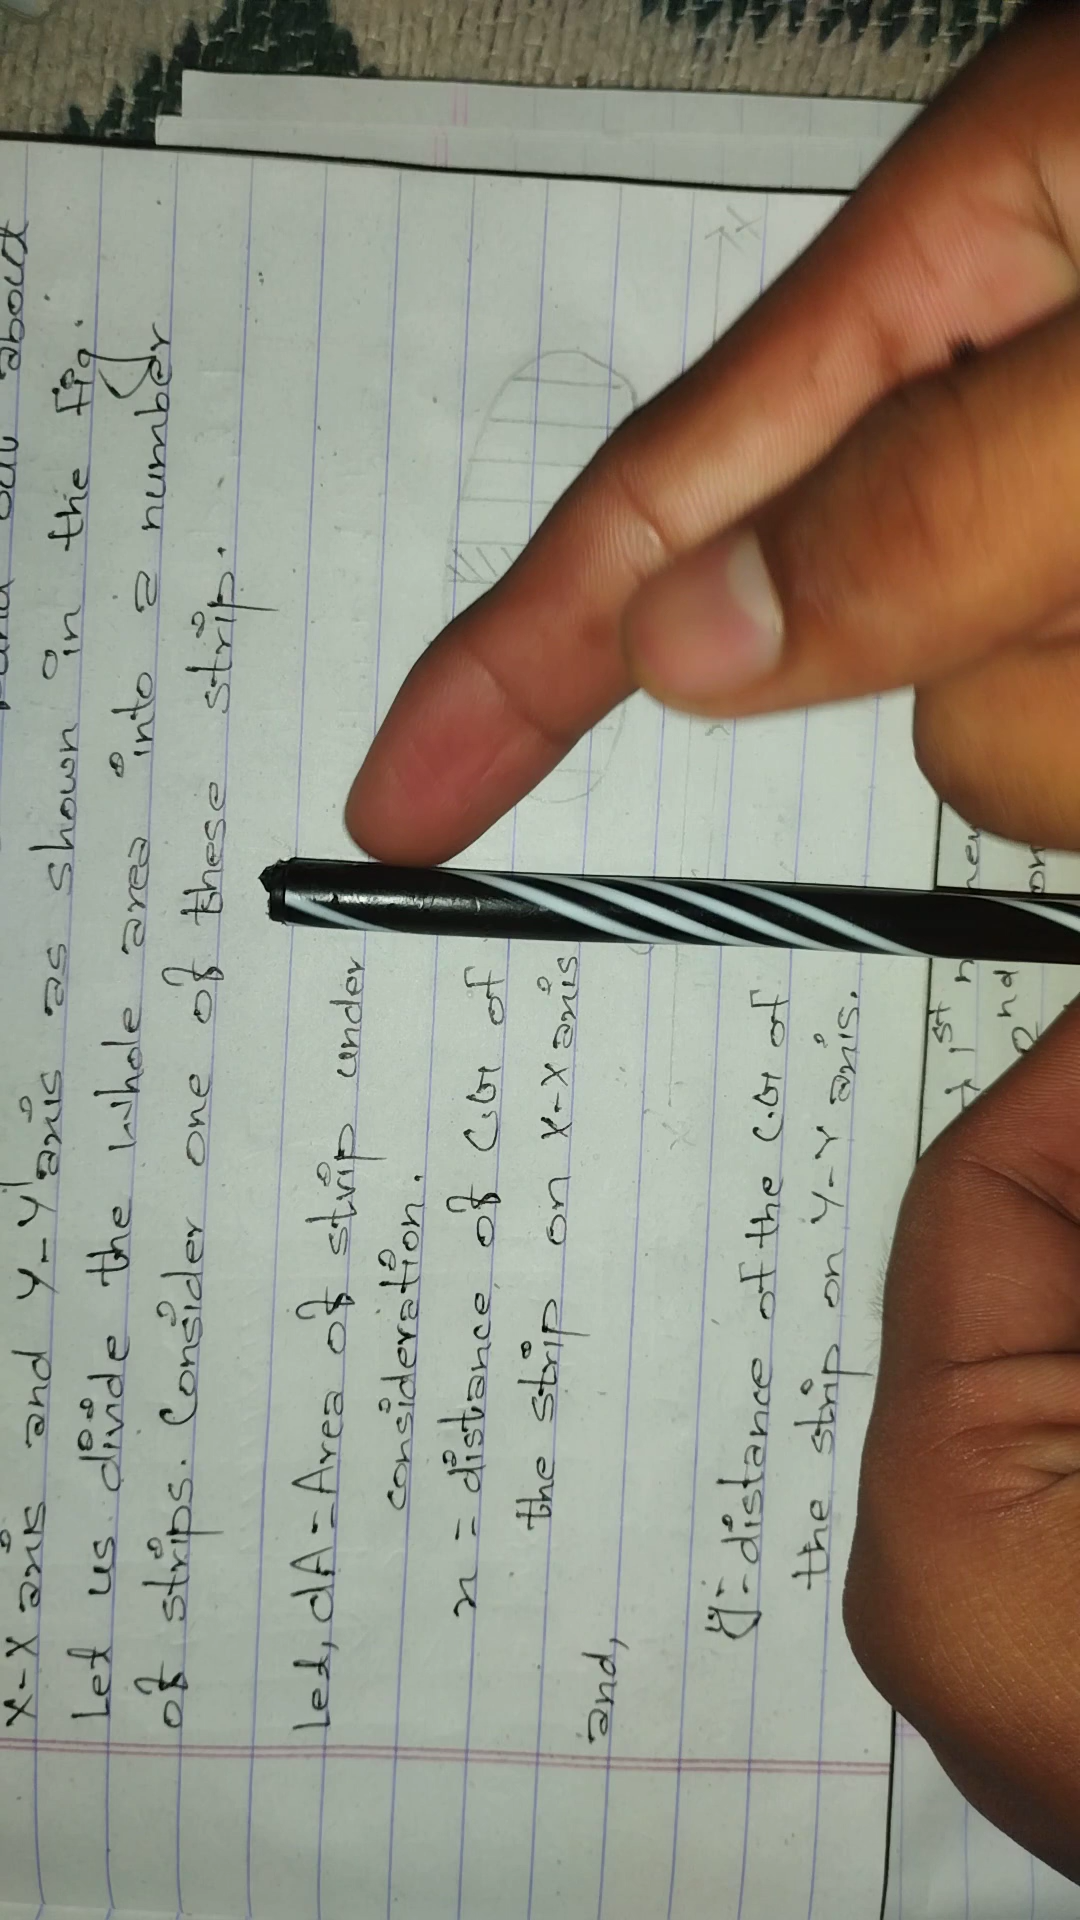 X-X axis and Y-Y' axis as shown in the fig.
Let us divide the whole area into a number
of strips. Consider one of these strip.
Let, dA = Area of strip under
consideration.
x = distance of C.G of
the strip on X-X axis
and,
y = distance of the C.G of
the strip on Y-Y axis.
X
1st
2nd